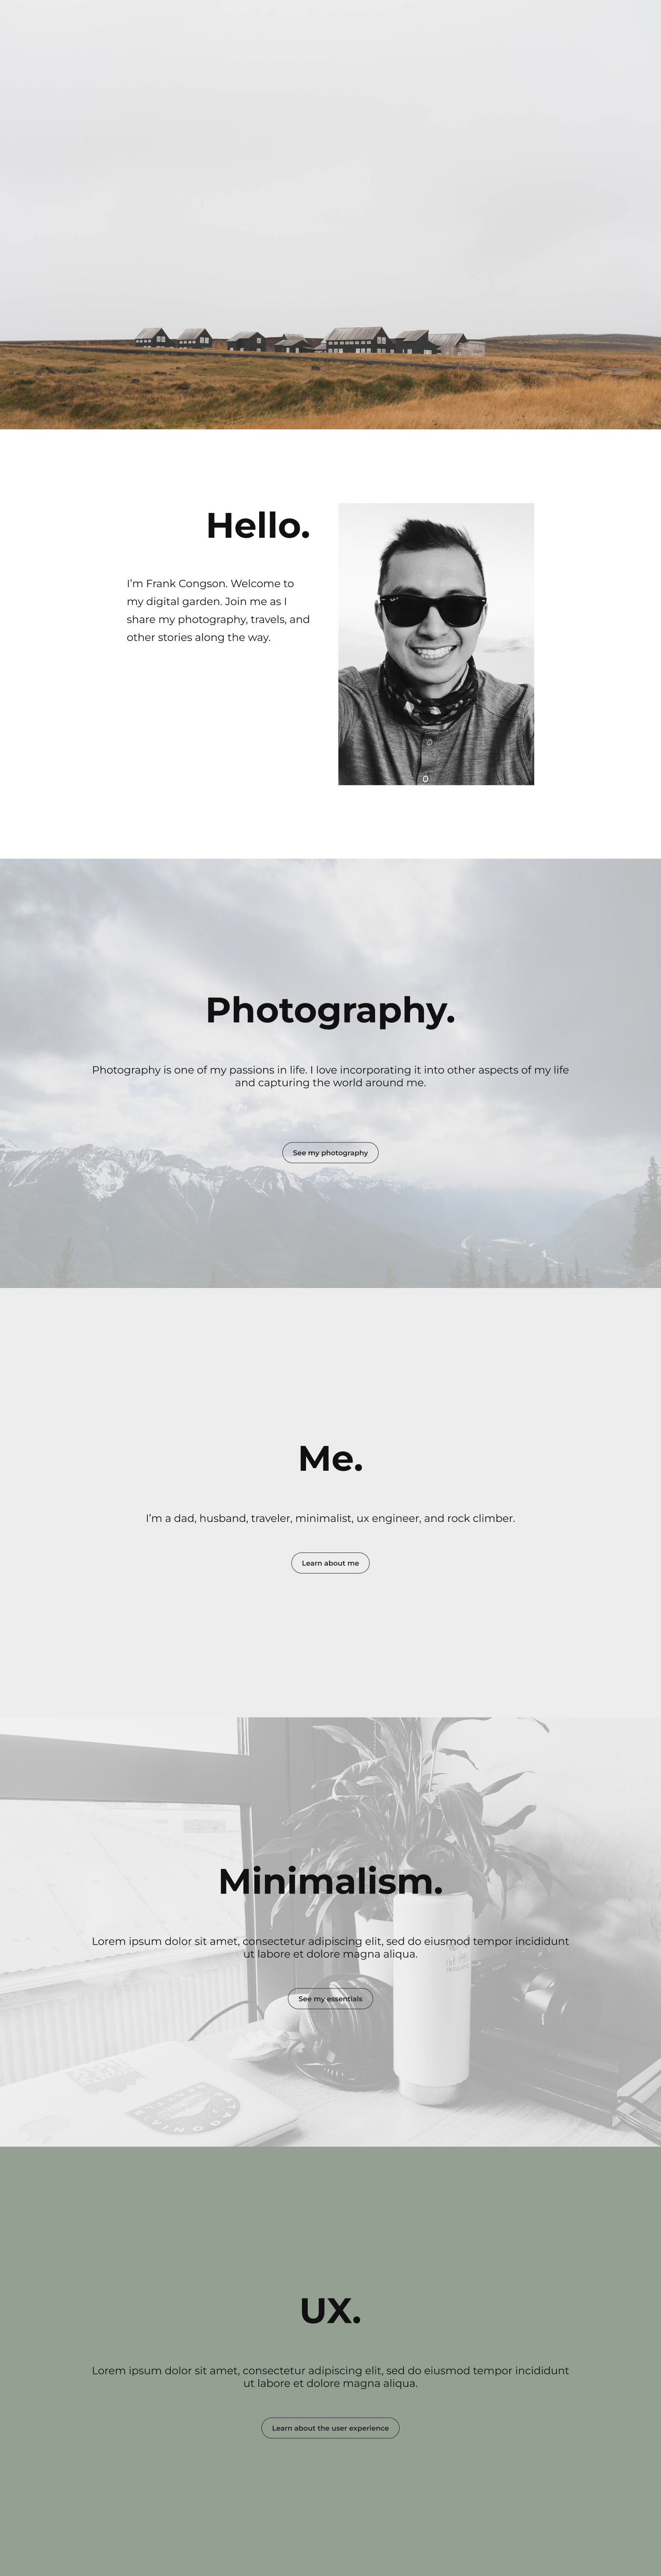 Hello.
I'm Frank Congson. Welcome to
my digital garden. Join me as I
share my photography, travels, and
other stories along the way.
Photography.
Photography is one of my passions in life. I love incorporating it into other aspects of my life
and capturing the world around me.
See my photography
Me.
I'm a dad, husband, traveler, minimalist, ux engineer, and rock climber.
Learn about me
Minimalism.
Lorem ipsum dolor sit amet, consectetur adipiscing elit, sed do eiusmod tempor incididunt
ut labore et dolore magna aliqua.
See my essentials
UX.
Lorem ipsum dolor sit amet, consectetur adipiscing elit, sed do eiusmod tempor incididunt
ut labore et dolore magna aliqua.
Learn about the user experience